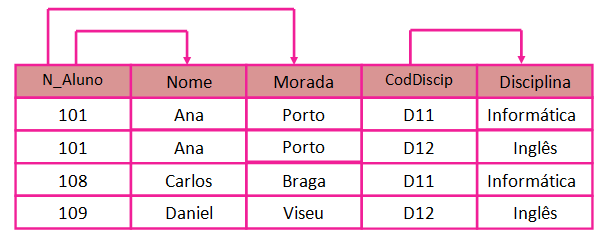 N_Aluno Nome Morada CodDiscip Disciplina
101 Ana Porto D11 Informática
101 Ana Porto D12 Inglês
108 Carlos Braga D11 Informática
109 Daniel Viseu D12 Inglês